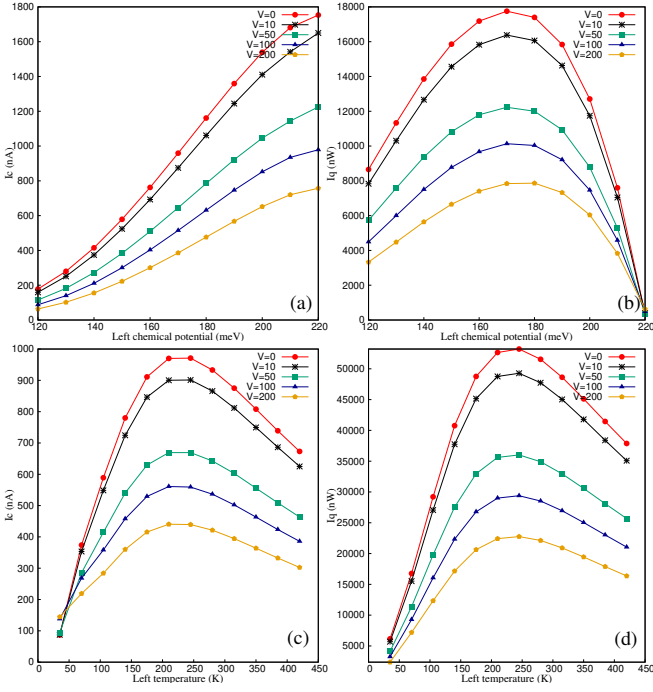 1800
1600
1400
1200
1000
800
600
400
200
0
Ic (nA)
120 140 160 180 200 220
Left chemical potential (meV)
V=0
V=10
V=50
V=100
V=200
(a)
18000
16000
14000
12000
10000
8000
6000
4000
2000
0
Iq (nW)
120 140 160 180 200 220
Left chemical potential (meV)
V=0
V=10
V=50
V=100
V=200
(b)
1000
900
800
700
600
500
400
300
200
100
0
Ic (nA)
0 50 100 150 200 250 300 350 400 450
Left temperature (K)
V=0
V=10
V=50
V=100
V=200
(c)
50000
45000
40000
35000
30000
25000
20000
15000
10000
5000
Iq (nW)
0 50 100 150 200 250 300 350 400 450
Left temperature (K)
V=0
V=10
V=50
V=100
V=200
(d)